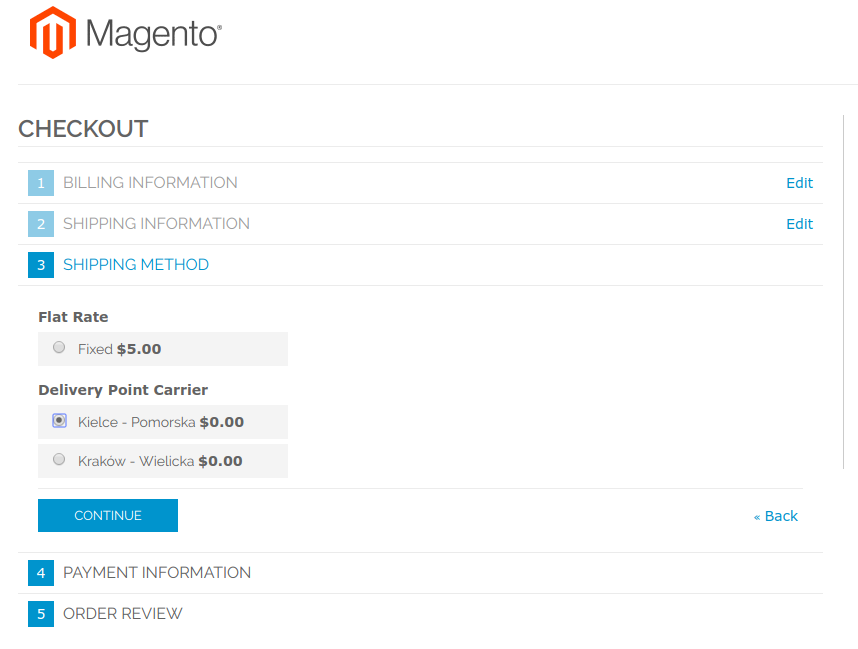 Magento®
CHECKOUT
1 BILLING INFORMATION Edit
2 SHIPPING INFORMATION Edit
3 SHIPPING METHOD
Flat Rate
Fixed $5.00
Delivery Point Carrier
Kielce - Pomorska $0.00
Kraków - Wielicka $0.00
CONTINUE « Back
4 PAYMENT INFORMATION
5 ORDER REVIEW